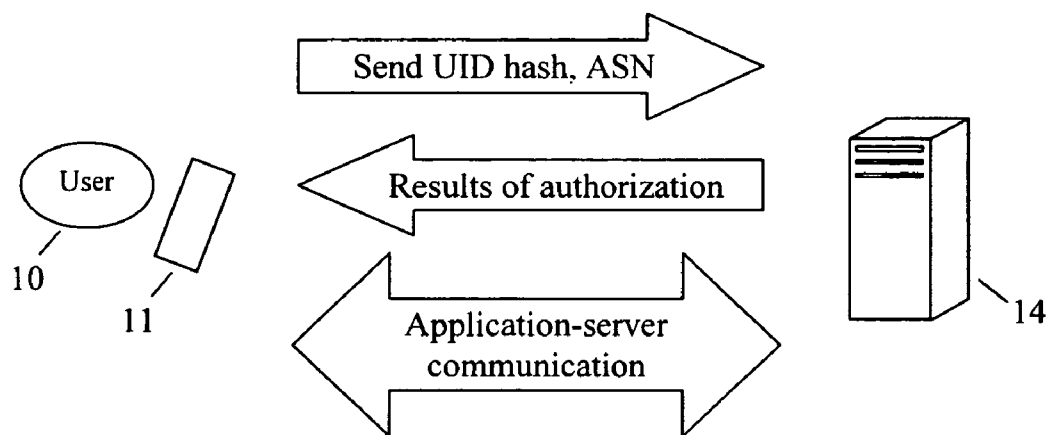 Send UID hash, ASN
User
Results of authorization
10
11
Application-server
communication
14